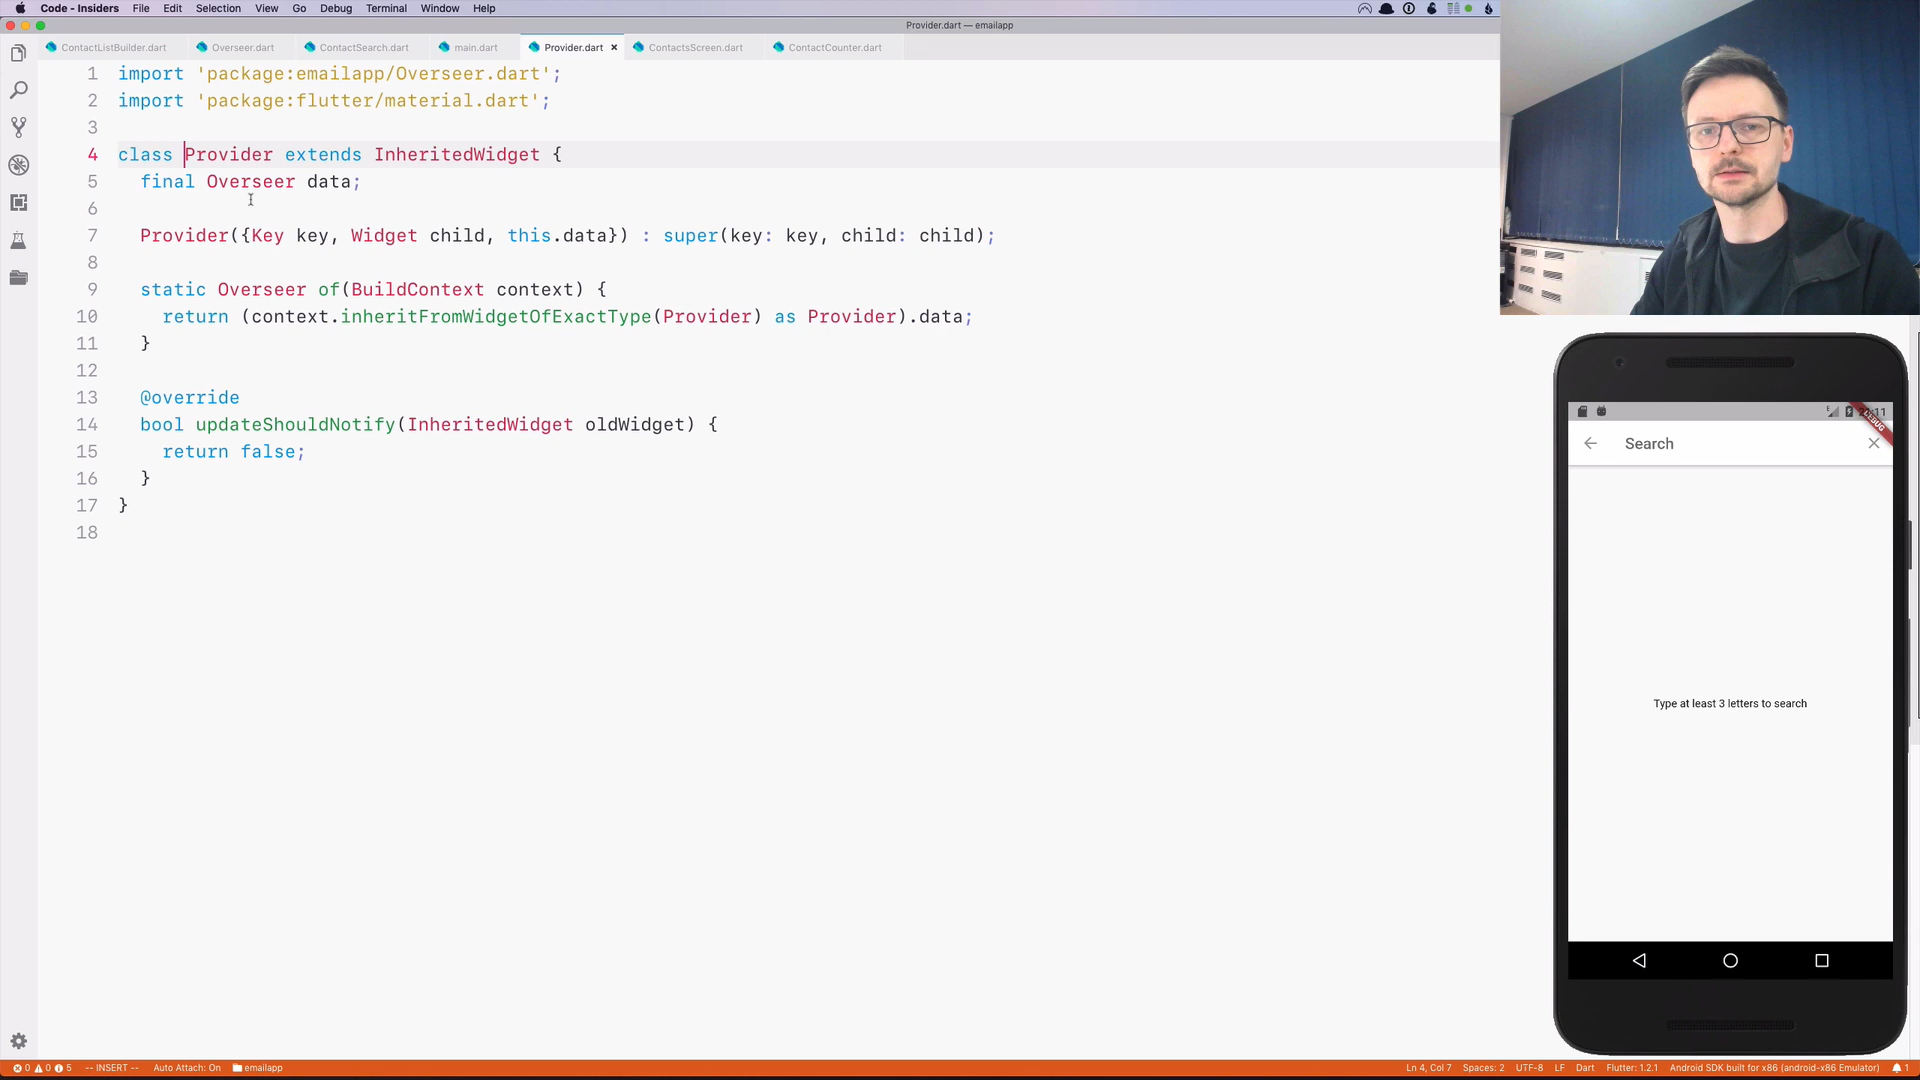 Code - Insiders File Edit Selection View Go Debug Terminal Window Help
Provider.dart — emailapp
ContactListBuilder.dart Overseer.dart ContactSearch.dart main.dart Provider.dart × ContactsScreen.dart ContactCounter.dart
1 import 'package:emailapp/Overseer.dart';
2 import 'package:flutter/material.dart';
3
4 class Provider extends InheritedWidget {
5 final Overseer data;
6
7 Provider({Key key, Widget child, this.data}) : super(key: key, child: child);
8
9 static Overseer of(BuildContext context) {
10 return (context.inheritFromWidgetOfExactType(Provider) as Provider).data;
11 }
12
13 @override
14 bool updateShouldNotify(InheritedWidget oldWidget) {
15 return false;
16 }
17 }
18
DEBUG
Search
Type at least 3 letters to search
0 0 5 -- INSERT -- Auto Attach: On emailapp Ln 4, Col 7 Spaces: 2 UTF-8 LF Dart Flutter: 1.2.1 Android SDK built for x86 (android-x86 Emulator) 1